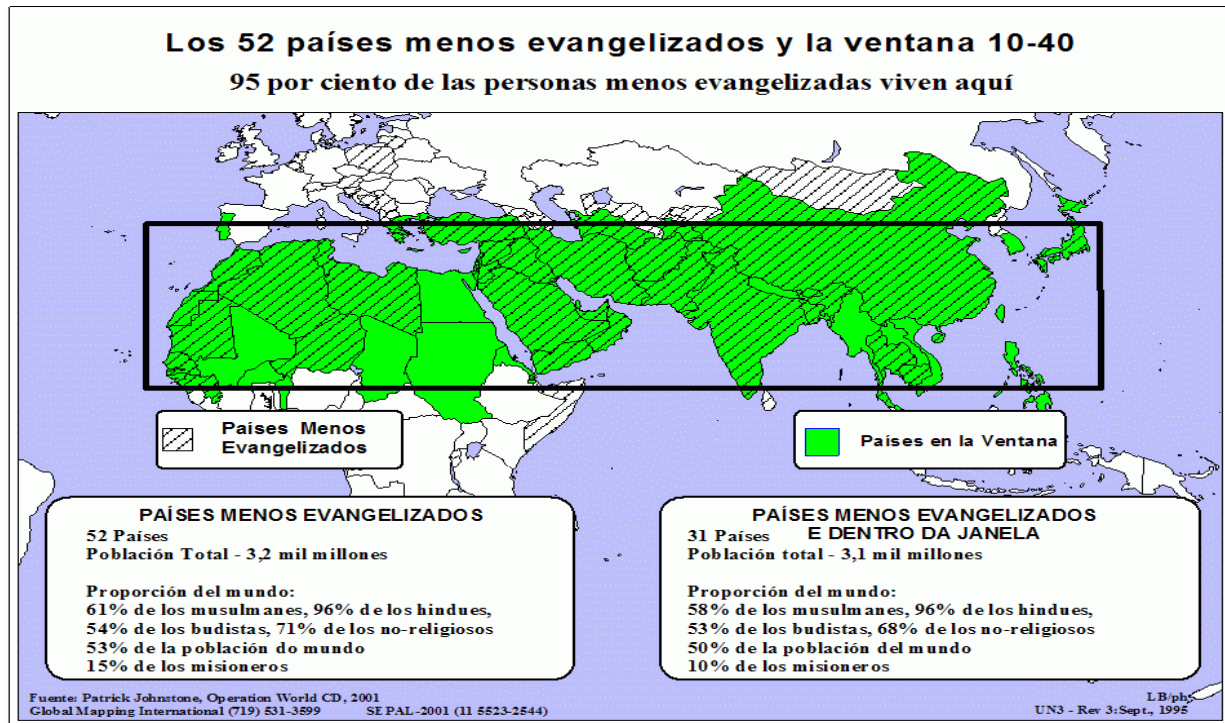 Los 52 países menos evangelizados y la ventana 10-40
95 por ciento de las personas menos evangelizadas viven aquí
Países Menos
Evangelizados
Países en la Ventana
PAÍSES MENOS EVANGELIZADOS
52 Países
Población Total - 3,2 mil millones
Proporción del mundo:
61% de los musulmanes, 96% de los hindues,
54% de los budistas, 71% de los no-religiosos
53% de la población do mundo
15% de los misioneros
PAÍSES MENOS EVANGELIZADOS
E DENTRO DA JANELA
31 Países
Población total - 3,1 mil millones
Proporción del mundo:
58% de los musulmanes, 96% de los hindues,
53% de los budistas, 68% de los no-religiosos
50% de la población del mundo
10% de los misioneros
Fuente: Patrick Johnstone, Operation World CD, 2001
Global Mapping International (719) 531-3599 SEPAL-2001 (11 5523-2544)
LB/ph
UN3 - Rev 3:Sept., 1995